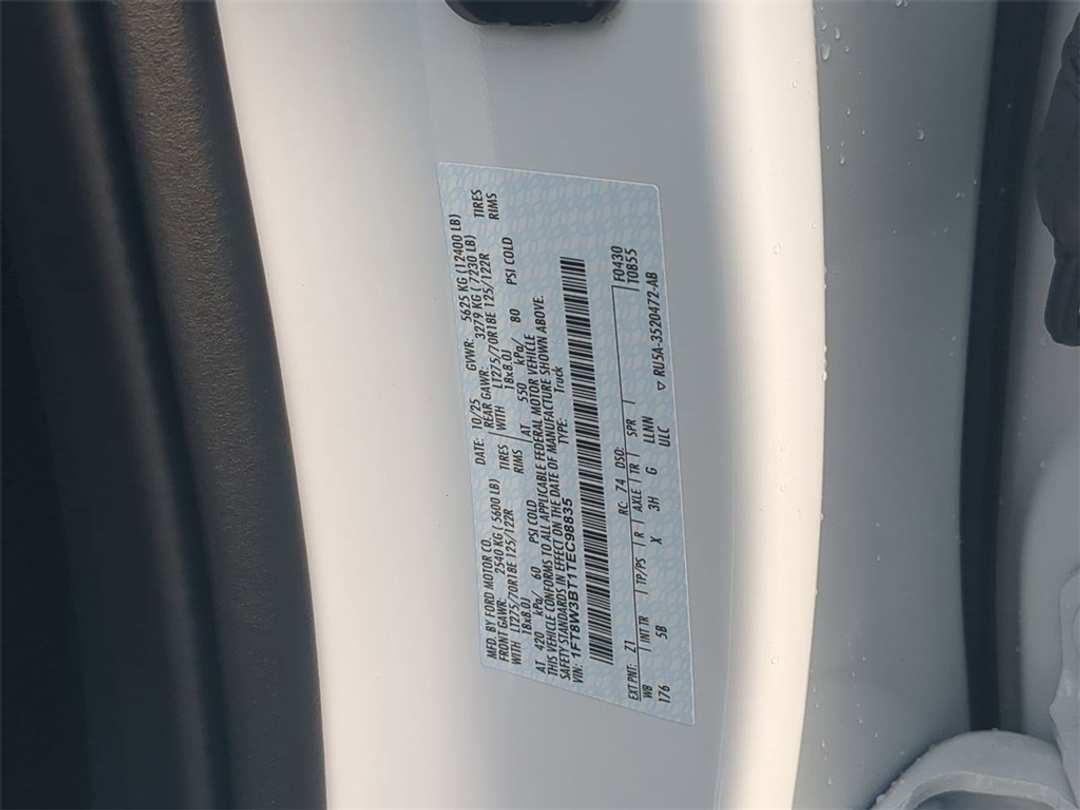 MFD. BY FORD MOTOR CO. DATE: 10/25 GVWR: 5625 KG (12400 LB)
FRONT GAWR: 2540 KG ( 5600 LB) REAR GAWR: 3279 KG ( 7230 LB)
WITH LT275/70R18E 125/122R TIRES WITH LT275/70R18E 125/122R TIRES
18x8.0J RIMS 18x8.0J RIMS
AT 420 kPa/ 60 PSI COLD AT 550 kPa/ 80 PSI COLD
THIS VEHICLE CONFORMS TO ALL APPLICABLE FEDERAL MOTOR VEHICLE
SAFETY STANDARDS IN EFFECT ON THE DATE OF MANUFACTURE SHOWN ABOVE.
VIN: 1FT8W3BT1TEC98835 TYPE: Truck
EXT PNT: Z1 RC: 74 DSO: F0430
WB INT TR TP/PS R AXLE TR SPR T0855
176 5B X 3H G LLNN
ULC ▽ RU5A-3520472-AB